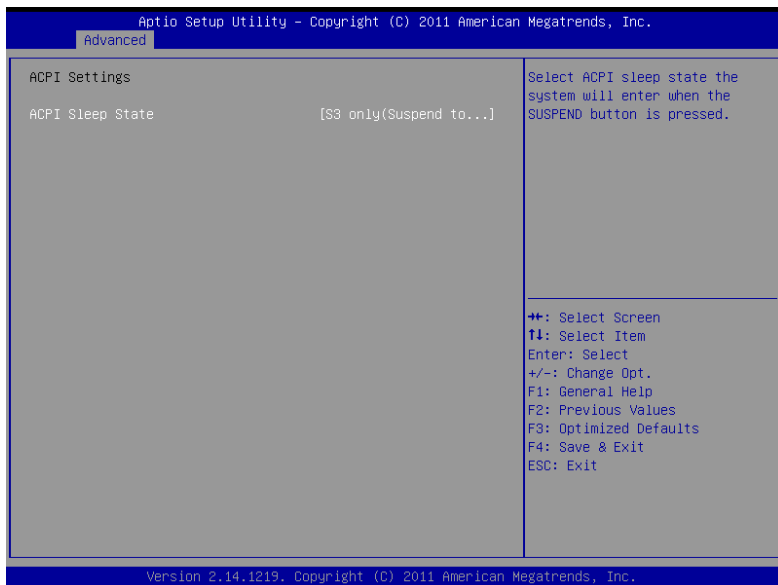 Aptio Setup Utility – Copyright (C) 2011 American Megatrends, Inc.
Advanced
ACPI Settings
ACPI Sleep State [S3 only(Suspend to...]
Select ACPI sleep state the
system will enter when the
SUSPEND button is pressed.
→←: Select Screen
↑↓: Select Item
Enter: Select
+/-: Change Opt.
F1: General Help
F2: Previous Values
F3: Optimized Defaults
F4: Save & Exit
ESC: Exit
Version 2.14.1219. Copyright (C) 2011 American Megatrends, Inc.